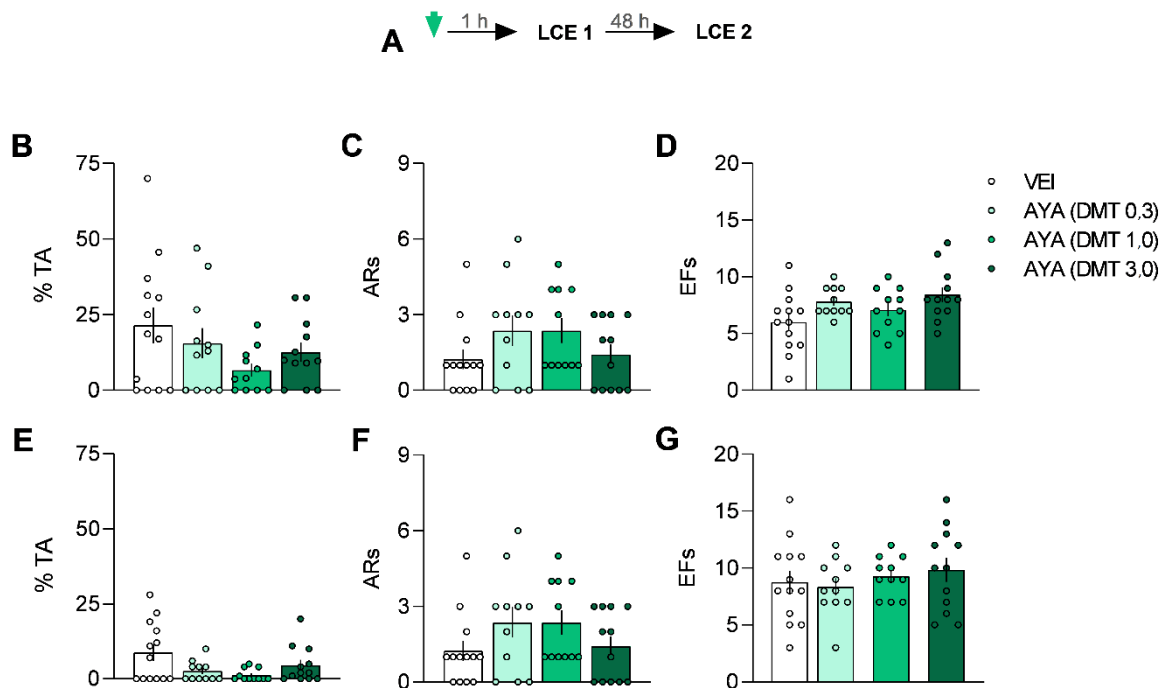 A
1 h
LCE 1
48 h
LCE 2
B
% TA
75
50
25
0
C
ARs
9
6
3
0
D
EFs
20
15
10
5
0
VEI
AYA (DMT 0,3)
AYA (DMT 1,0)
AYA (DMT 3,0)
E
% TA
75
50
25
0
F
ARs
9
6
3
0
G
EFs
20
15
10
5
0